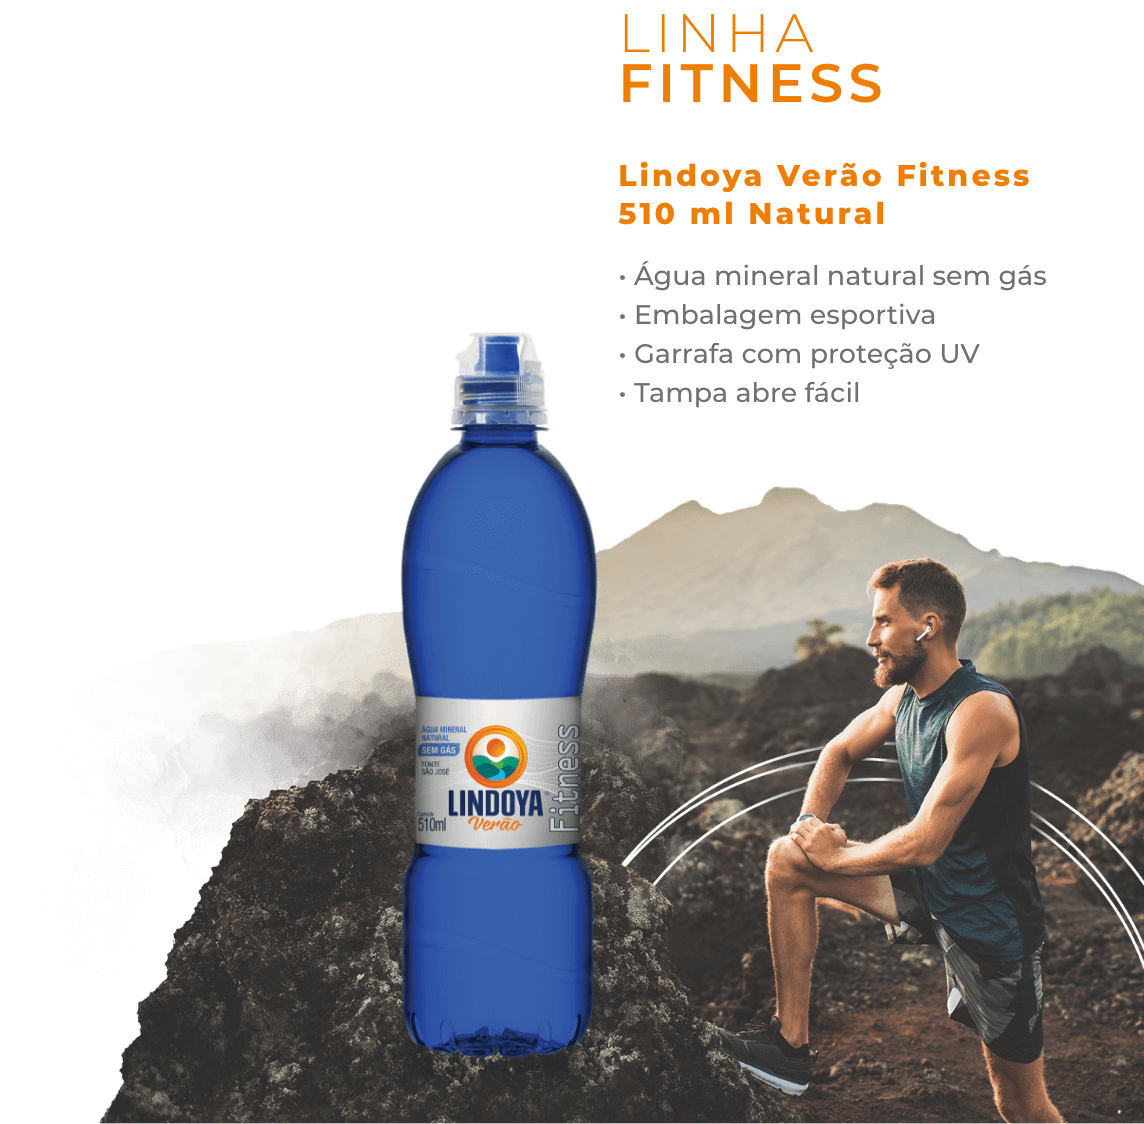 LINHA
FITNESS
Lindoya Verão Fitness
510 ml Natural
• Água mineral natural sem gás
• Embalagem esportiva
• Garrafa com proteção UV
• Tampa abre fácil
ÁGUA MINERAL
NATURAL
SEM GÁS
FONTE
SÃO JOSÉ
LINDOYA
Verão
510ml
Fitness